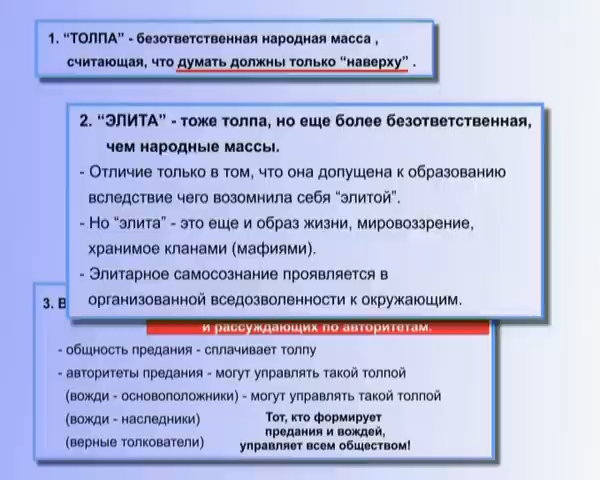 1. “ТОЛПА” - безответственная народная масса ,
считающая, что думать должны только “наверху” .
2. “ЭЛИТА” - тоже толпа, но еще более безответственная,
чем народные массы.
- Отличие только в том, что она допущена к образованию
вследствие чего возомнила себя “элитой”.
- Но “элита” - это еще и образ жизни, мировоззрение,
хранимое кланами (мафиями).
- Элитарное самосознание проявляется в
организованной вседозволенности к окружающим.
3. В
и рассуждающих по авторитетам.
- общность предания - сплачивает толпу
- авторитеты предания - могут управлять такой толпой
(вожди - основоположники) - могут управлять такой толпой
(вожди - наследники)
(верные толкователи)
Тот, кто формирует
предания и вождей,
управляет всем обществом!